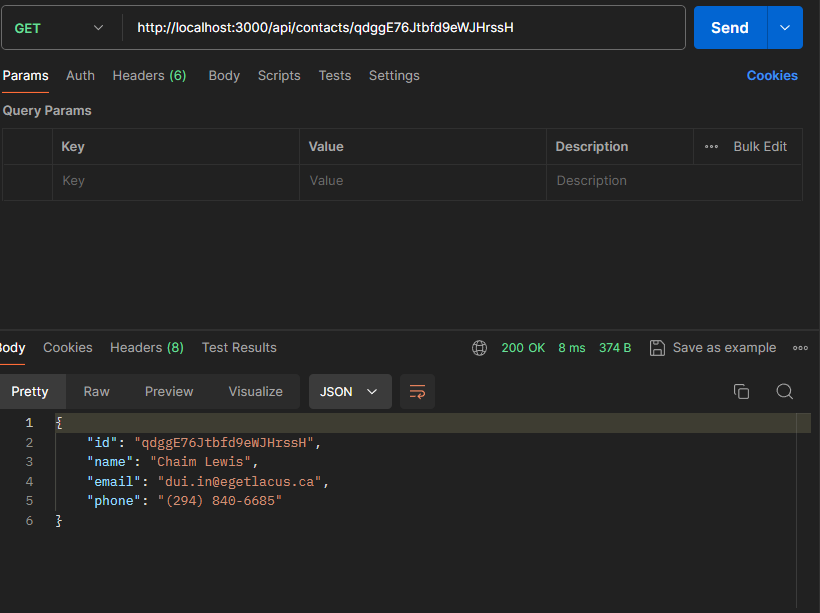 GET http://localhost:3000/api/contacts/qdggE76Jtbfd9eWJHrssH Send
Params Auth Headers (6) Body Scripts Tests Settings Cookies
Query Params
Key Value Description Bulk Edit
Key Value Description
Body Cookies Headers (8) Test Results 200 OK 8 ms 374 B Save as example
Pretty Raw Preview Visualize JSON
1 {
2 "id": "qdggE76Jtbfd9eWJHrssH",
3 "name": "Chaim Lewis",
4 "email": "dui.in@egetlacus.ca",
5 "phone": "(294) 840-6685"
6 }